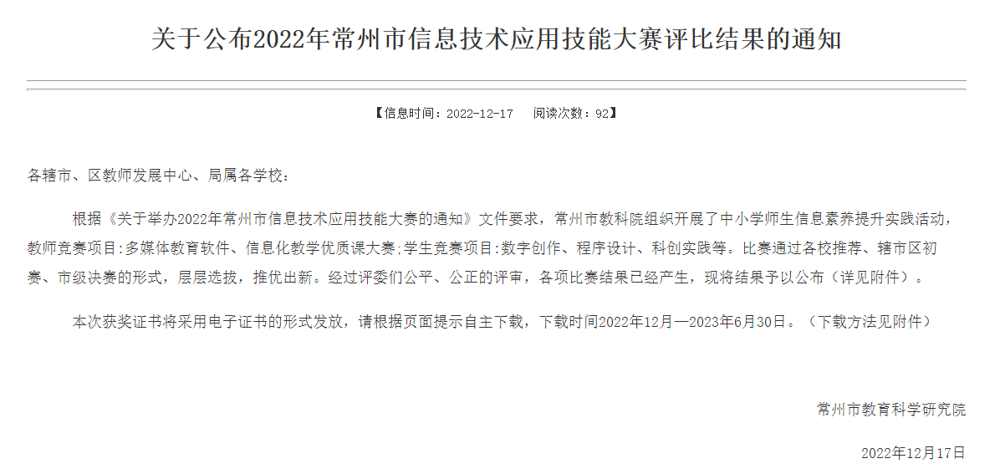 关于公布2022年常州市信息技术应用技能大赛评比结果的通知
【信息时间：2022-12-17 阅读次数：92】
各辖市、区教师发展中心、局属各学校：
根据《关于举办2022年常州市信息技术应用技能大赛的通知》文件要求，常州市教科院组织开展了中小学师生信息素养提升实践活动，
教师竞赛项目:多媒体教育软件、信息化教学优质课大赛;学生竞赛项目:数字创作、程序设计、科创实践等。比赛通过各校推荐、辖市区初
赛、市级决赛的形式，层层选拔，推优出新。经过评委们公平、公正的评审，各项比赛结果已经产生，现将结果予以公布（详见附件）。
本次获奖证书将采用电子证书的形式发放，请根据页面提示自主下载，下载时间2022年12月—2023年6月30日。（下载方法见附件）
常州市教育科学研究院
2022年12月17日